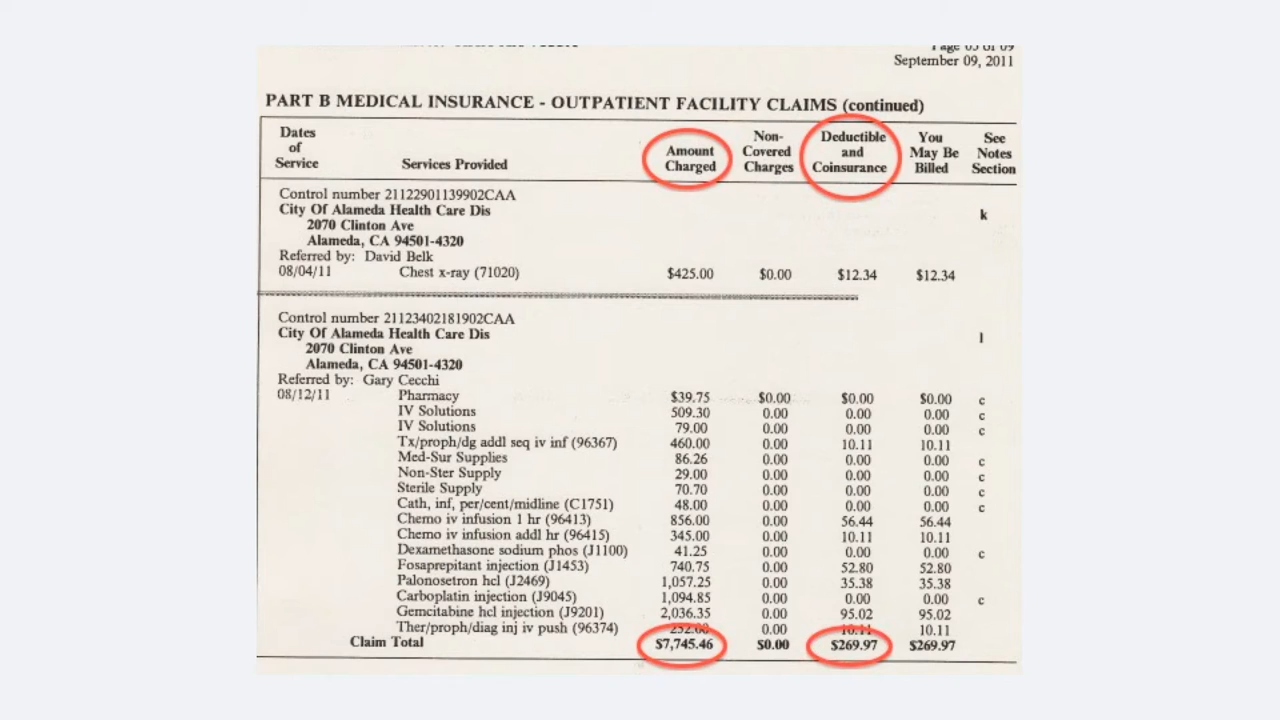 Page 05 of 09
September 09, 2011
PART B MEDICAL INSURANCE - OUTPATIENT FACILITY CLAIMS (continued)
Dates of Service Services Provided Amount Charged Non-Covered Charges Deductible and Coinsurance You May Be Billed See Notes Section
Control number 21122901139902CAA
City Of Alameda Health Care Dis k
2070 Clinton Ave
Alameda, CA 94501-4320
Referred by: David Belk
08/04/11 Chest x-ray (71020) $425.00 $0.00 $12.34 $12.34
Control number 21123402181902CAA
City Of Alameda Health Care Dis l
2070 Clinton Ave
Alameda, CA 94501-4320
Referred by: Gary Cecchi
08/12/11 Pharmacy $39.75 $0.00 $0.00 $0.00 c
IV Solutions 509.30 0.00 0.00 0.00 c
IV Solutions 79.00 0.00 0.00 0.00 c
Tx/proph/dg addl seq iv inf (96367) 460.00 0.00 10.11 10.11
Med-Sur Supplies 86.26 0.00 0.00 0.00 c
Non-Ster Supply 29.00 0.00 0.00 0.00 c
Sterile Supply 70.70 0.00 0.00 0.00 c
Cath, inf, per/cent/midline (C1751) 48.00 0.00 0.00 0.00 c
Chemo iv infusion 1 hr (96413) 856.00 0.00 56.44 56.44
Chemo iv infusion addl hr (96415) 345.00 0.00 10.11 10.11
Dexamethasone sodium phos (J1100) 41.25 0.00 0.00 0.00 c
Fosaprepitant injection (J1453) 740.75 0.00 52.80 52.80
Palonosetron hcl (J2469) 1,057.25 0.00 35.38 35.38
Carboplatin injection (J9045) 1,094.85 0.00 0.00 0.00 c
Gemcitabine hcl injection (J9201) 2,036.35 0.00 95.02 95.02
Ther/proph/diag inj iv push (96374) 252.00 0.00 10.11 10.11
Claim Total $7,745.46 $0.00 $269.97 $269.97